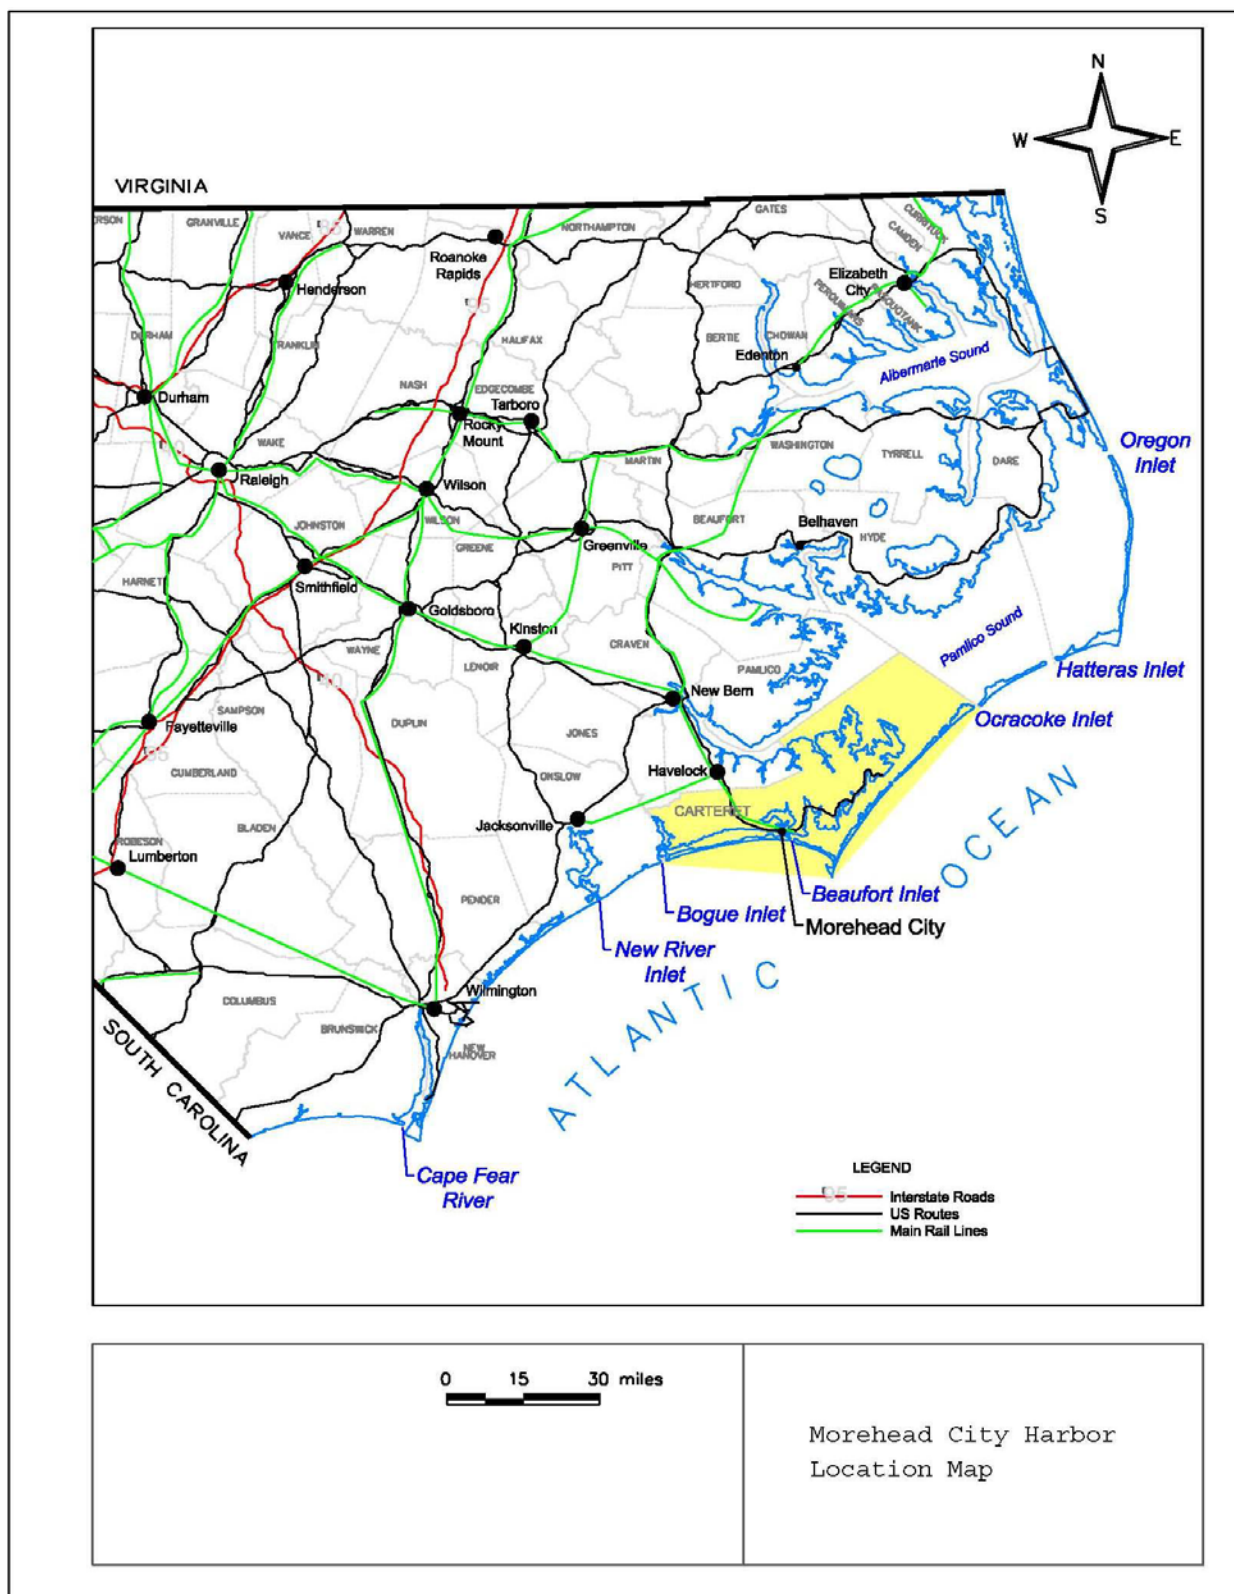 N
W
E
S
VIRGINIA
GRANVILLE
VANCE
85
WARREN
NORTHAMPTON
GATES
CURRITUCK
CAMDEN
Roanoke
Rapids
Henderson
95
HERTFORD
Elizabeth
City
PERQUIMANS
PASQUOTANK
DURHAM
FRANKLIN
HALIFAX
BERTIE
CHOWAN
Edenton
Albermarle Sound
Durham
NASH
EDGECOMBE
Tarboro
Rocky
Mount
WAKE
Raleigh
MARTIN
WASHINGTON
TYRRELL
DARE
Oregon
Inlet
Wilson
WILSON
JOHNSTON
GREENE
Greenville
BEAUFORT
Belhaven
HYDE
HARNETT
Smithfield
PITT
Goldsboro
Kinston
WAYNE
LENOIR
CRAVEN
PAMLICO
Pamlico Sound
Hatteras Inlet
40
New Bern
SAMPSON
Fayetteville
DUPLIN
JONES
Ocracoke Inlet
95
CUMBERLAND
ONSLOW
Havelock
CARTERET
BLADEN
Jacksonville
ROBESON
Lumberton
PENDER
Beaufort Inlet
Bogue Inlet
Morehead City
New River
Inlet
ATLANTIC OCEAN
COLUMBUS
Wilmington
BRUNSWICK
NEW
HANOVER
SOUTH CAROLINA
Cape Fear
River
LEGEND
95
Interstate Roads
US Routes
Main Rail Lines
0 15 30 miles
Morehead City Harbor
Location Map